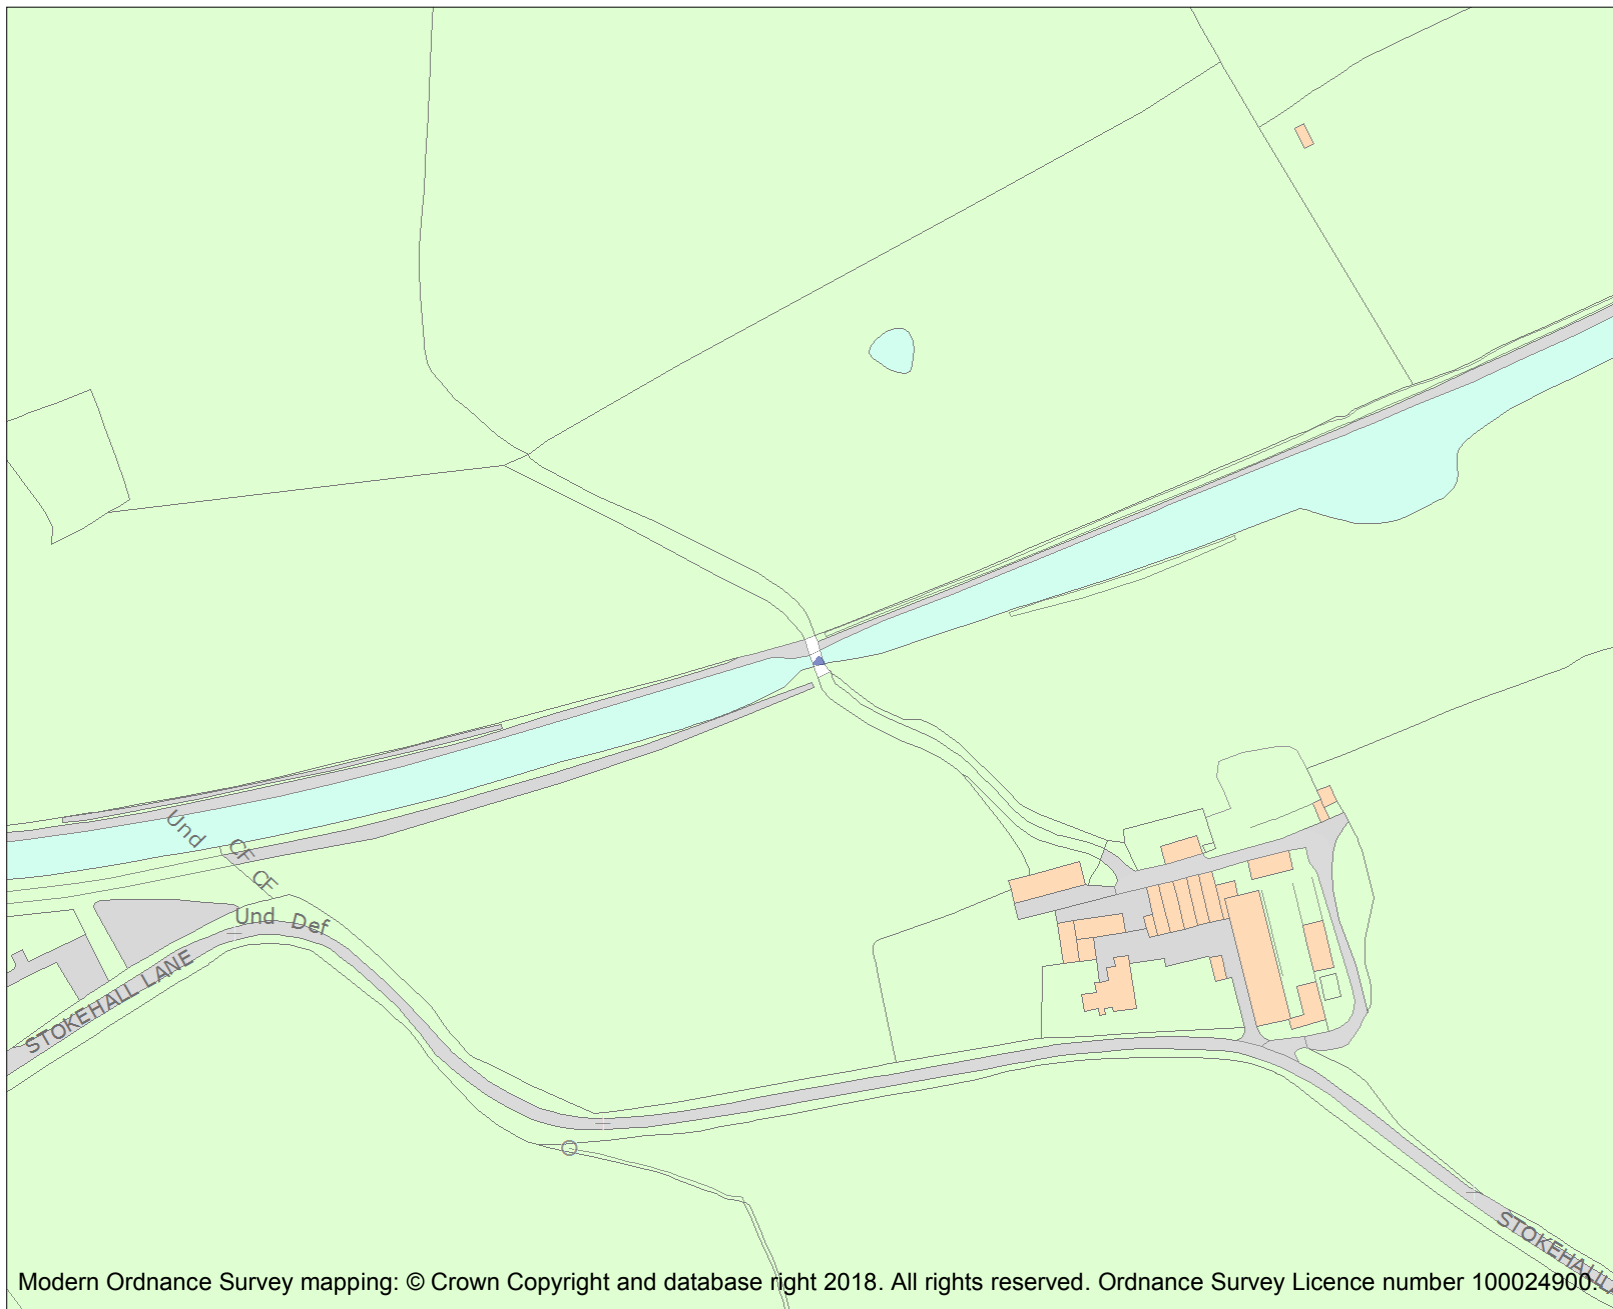 Und
CF
CF
Und Def
STOKEHALL LANE
STOKEHALL
Modern Ordnance Survey mapping: © Crown Copyright and database right 2018. All rights reserved. Ordnance Survey Licence number 100024900.